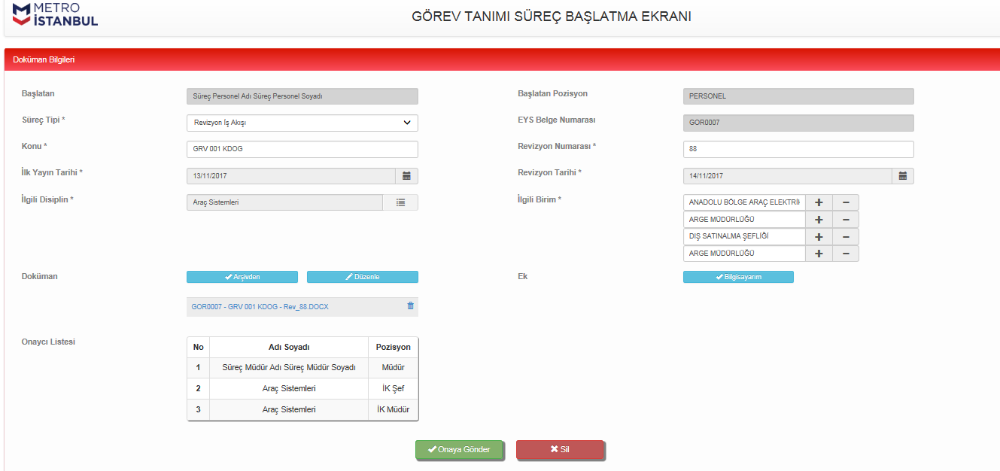 METRO
İSTANBUL
GÖREV TANIMI SÜREÇ BAŞLATMA EKRANI
Doküman Bilgileri
Başlatan
Süreç Personel Adı Süreç Personel Soyadı
Başlatan Pozisyon
PERSONEL
Süreç Tipi *
Revizyon İş Akışı
EYS Belge Numarası
GOR0007
Konu *
GRV 001 KDOG
Revizyon Numarası *
88
İlk Yayın Tarihi *
13/11/2017
Revizyon Tarihi *
14/11/2017
İlgili Disiplin *
Araç Sistemleri
İlgili Birim *
ANADOLU BÖLGE ARAÇ ELEKTRİK
ARGE MÜDÜRLÜĞÜ
DIŞ SATINALMA ŞEFLİĞİ
ARGE MÜDÜRLÜĞÜ
Doküman
Arşivden
Düzenle
Ek
Bilgisayarım
GOR0007 - GRV 001 KDOG - Rev_88.DOCX
Onaycı Listesi
No Adı Soyadı Pozisyon
1 Süreç Müdür Adı Süreç Müdür Soyadı Müdür
2 Araç Sistemleri İK Şef
3 Araç Sistemleri İK Müdür
Onaya Gönder
Sil